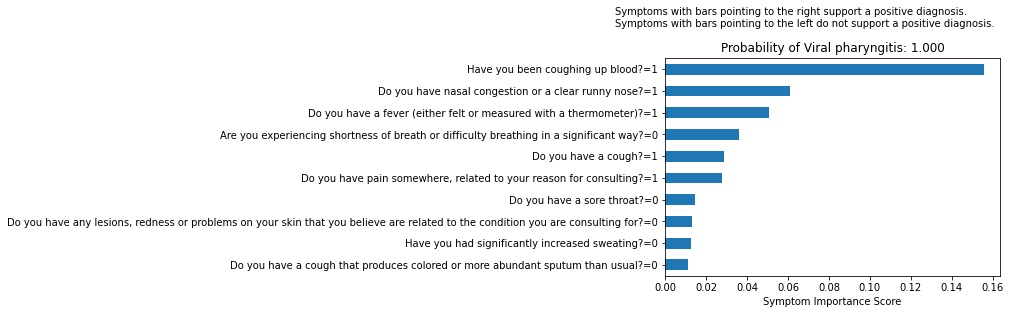 Symptoms with bars pointing to the right support a positive diagnosis.
Symptoms with bars pointing to the left do not support a positive diagnosis.
Probability of Viral pharyngitis: 1.000
Have you been coughing up blood?=1
Do you have nasal congestion or a clear runny nose?=1
Do you have a fever (either felt or measured with a thermometer)?=1
Are you experiencing shortness of breath or difficulty breathing in a significant way?=0
Do you have a cough?=1
Do you have pain somewhere, related to your reason for consulting?=1
Do you have a sore throat?=0
Do you have any lesions, redness or problems on your skin that you believe are related to the condition you are consulting for?=0
Have you had significantly increased sweating?=0
Do you have a cough that produces colored or more abundant sputum than usual?=0
0.00 0.02 0.04 0.06 0.08 0.10 0.12 0.14 0.16
Symptom Importance Score